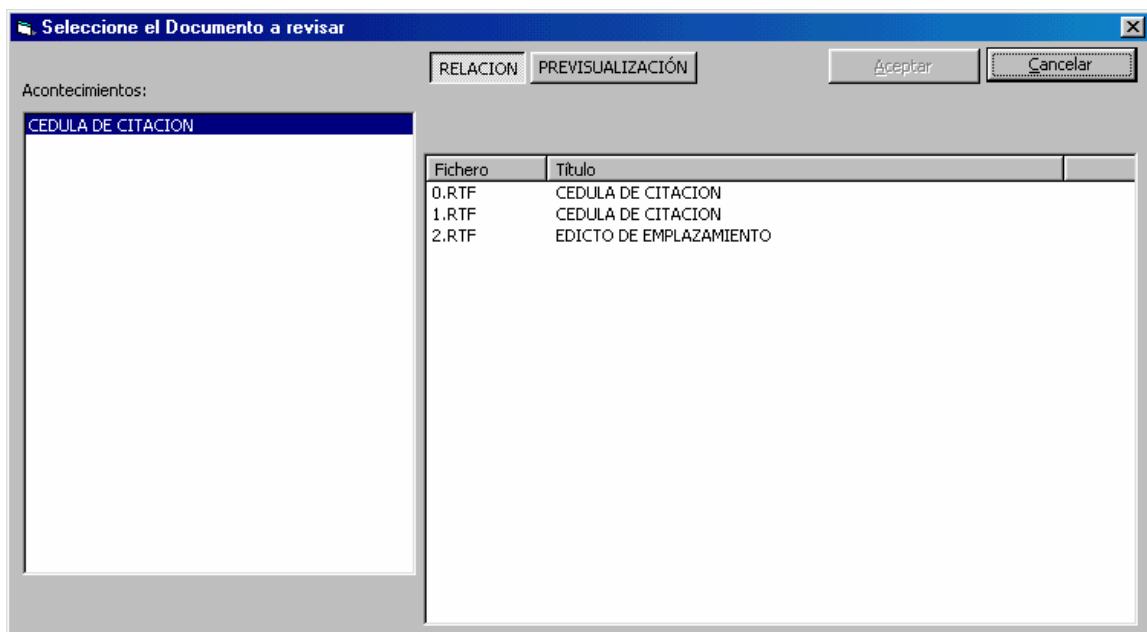 Seleccione el Documento a revisar
RELACION PREVISUALIZACIÓN Aceptar Cancelar
Acontecimientos:
CEDULA DE CITACION
Fichero Título
0.RTF CEDULA DE CITACION
1.RTF CEDULA DE CITACION
2.RTF EDICTO DE EMPLAZAMIENTO